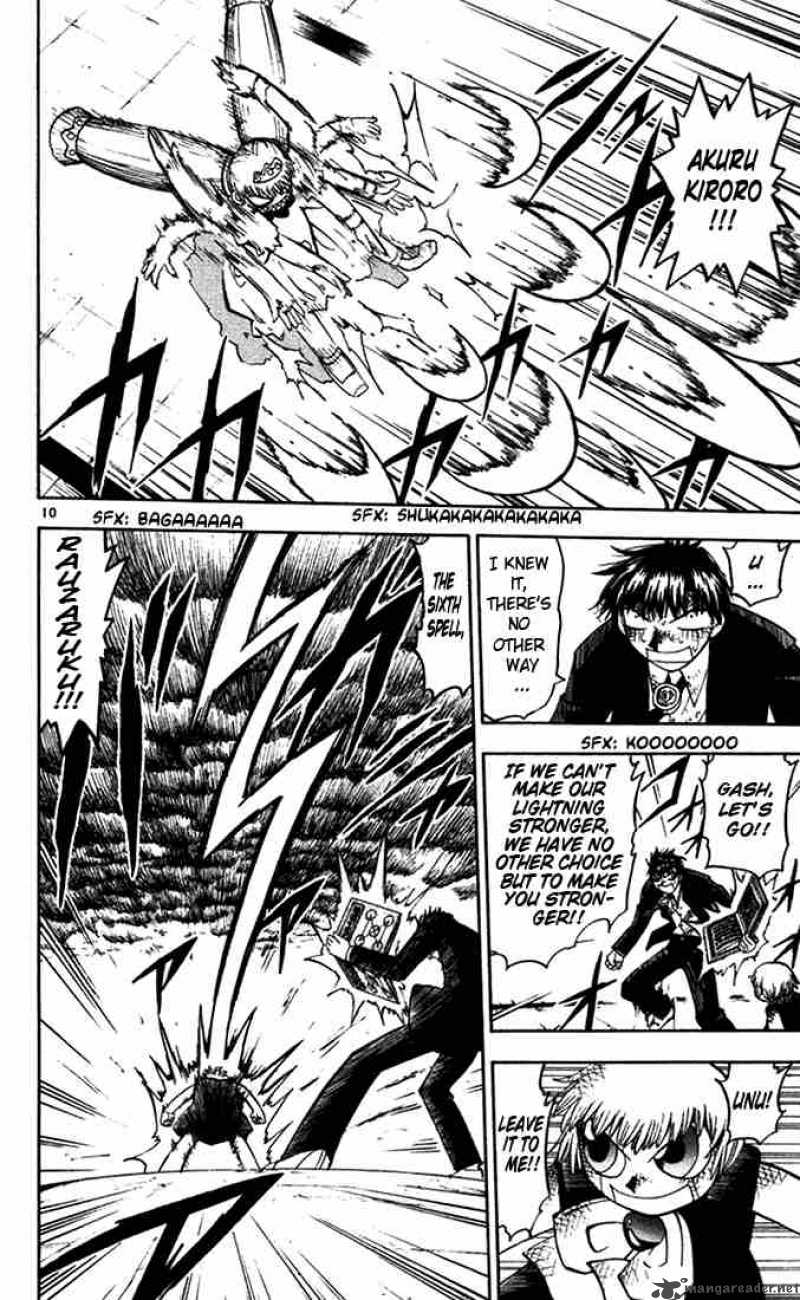 AKURU
KIRORO
!!!
10
SFX: BAGAAAAAA
SFX: SHUKAKAKAKAKAKAKA
U
...
I KNEW
IT,
THERE'S
NO
OTHER
WAY
...
SFX: KOOOOOOOO
GASH,
LET'S
GO!!
IF WE CAN'T
MAKE OUR
LIGHTNING
STRONGER,
WE HAVE NO
OTHER CHOICE
BUT TO MAKE
YOU STRON-
GER!!
UNU!
LEAVE
IT TO
ME!!
THE
SIXTH
SPELL,
RAUZARUKU!!!
mangareader.net